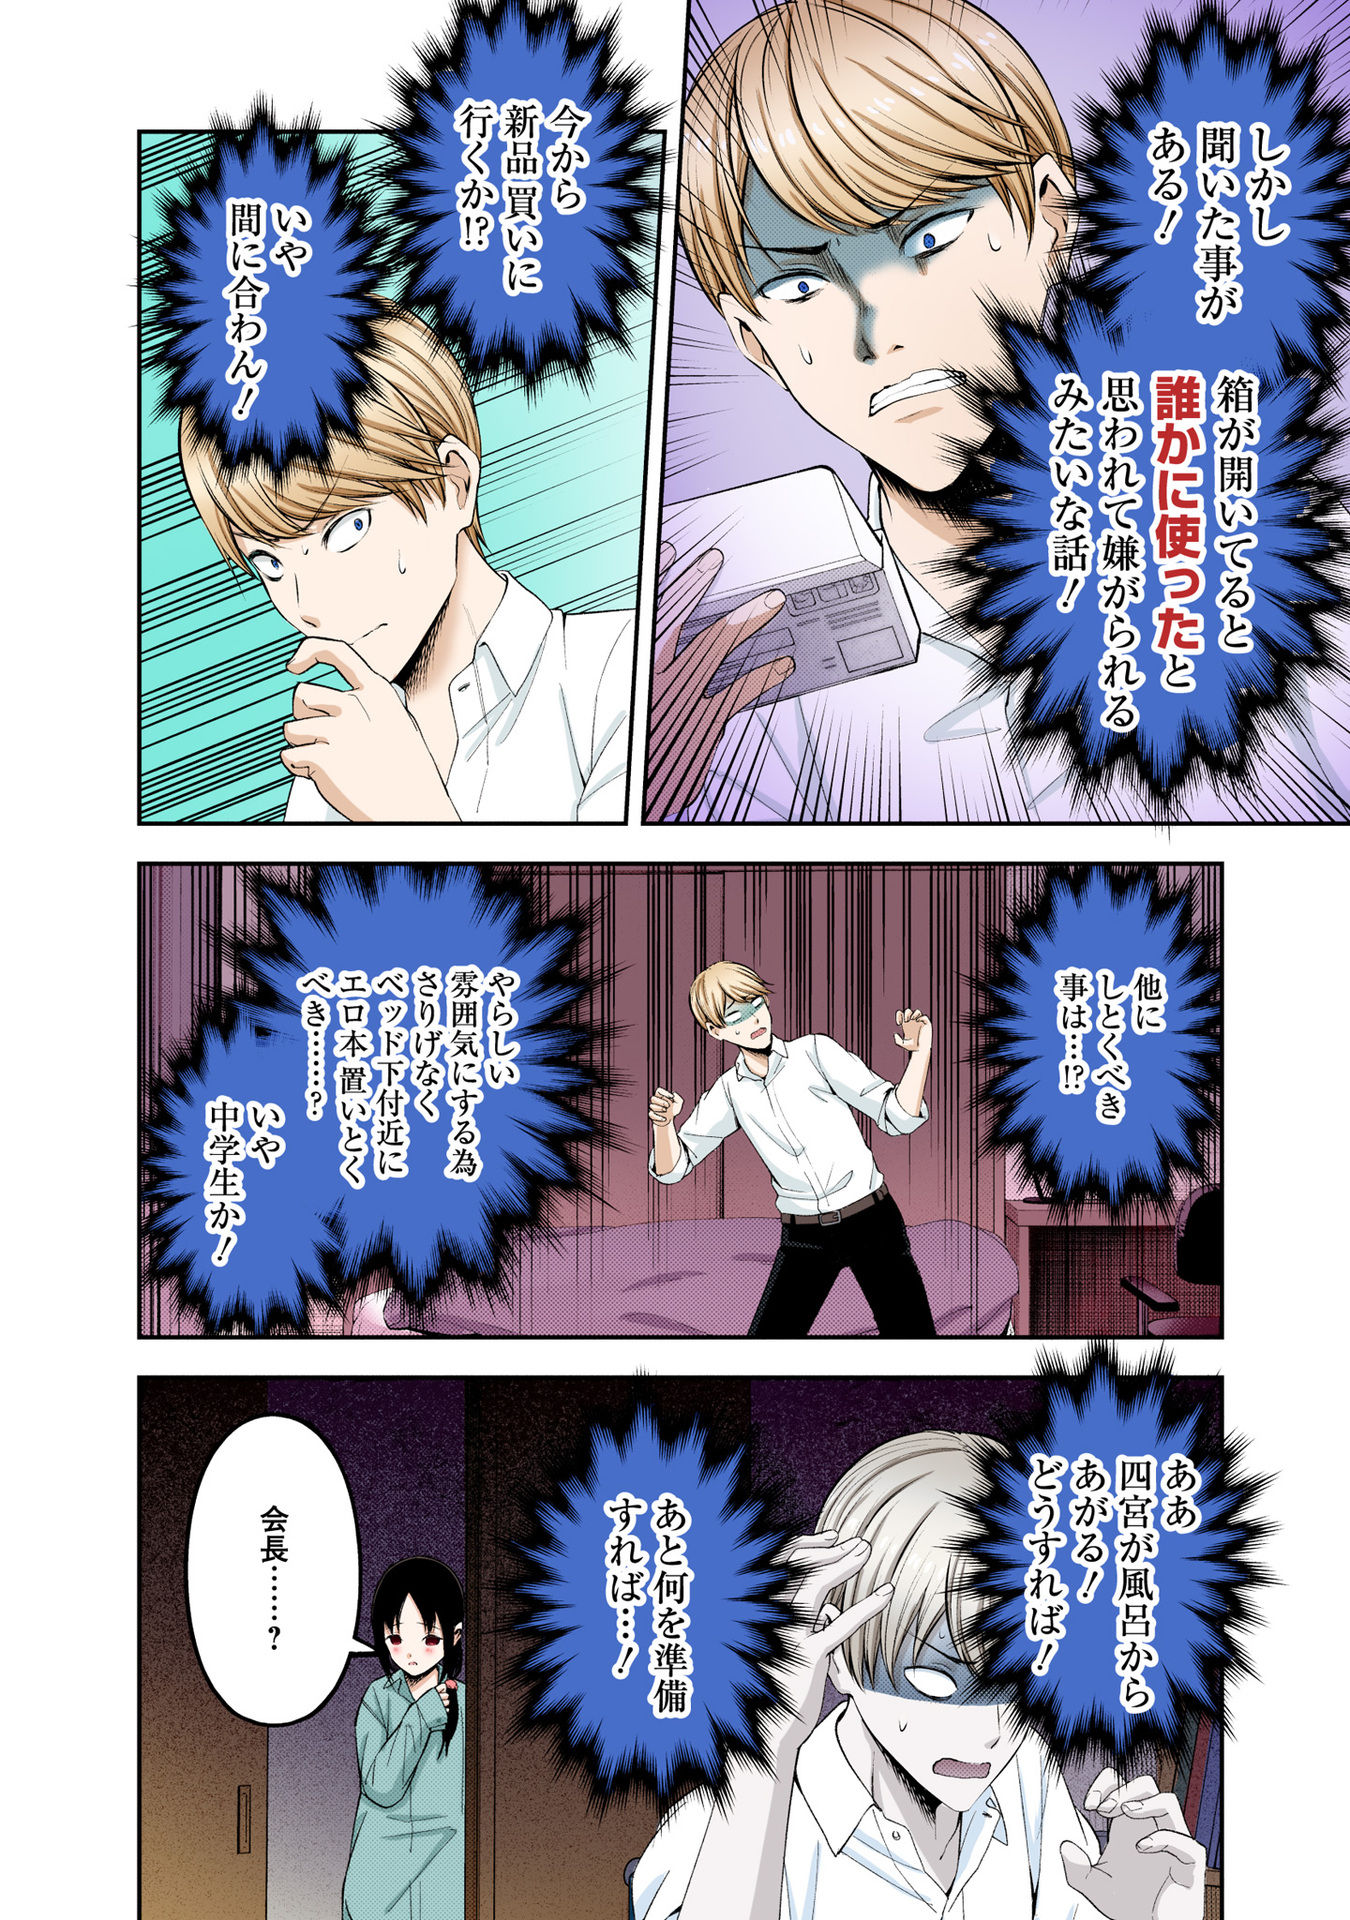 しかし
聞いた事が
ある！
箱が開いてると
誰かに使ったと
思われて嫌がられる
みたいな話！
今から
新品買いに
行くか!?
いや
間に合わん！
他に
しとくべき
事は…!?
やらしい
雰囲気にする為
さりげなく
ベッド下付近に
エロ本置いとく
べき………？
いや
中学生か！
ああ
四宮が風呂から
あがる！
どうすれば！
あと何を準備
すれば…！
会長………？